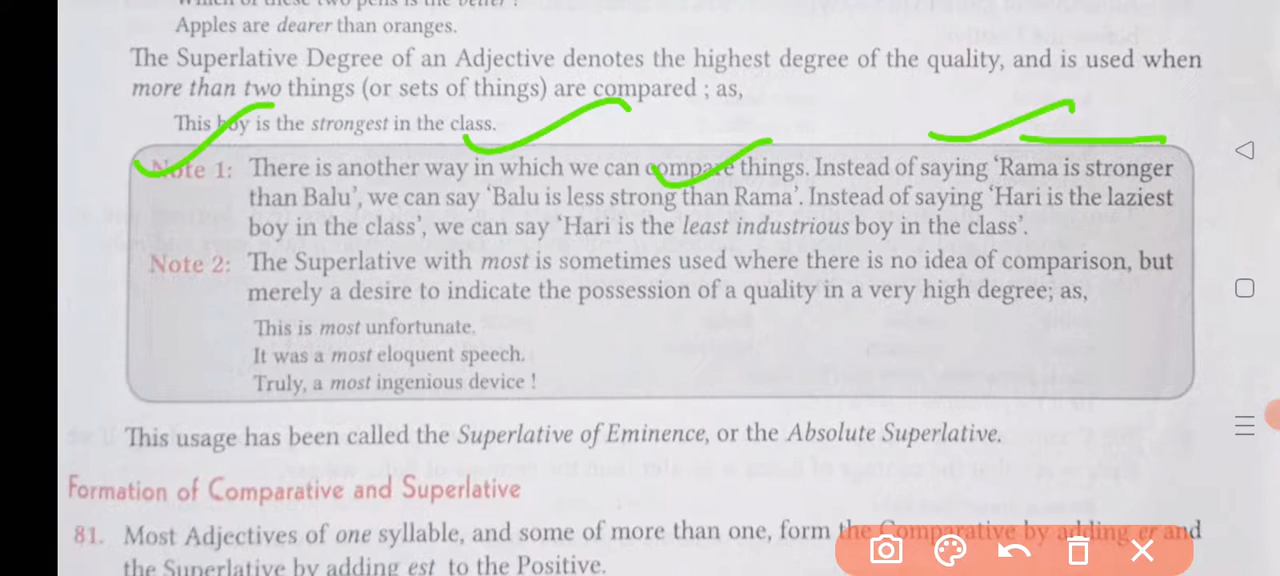 Which of these two pens is the better ?
Apples are dearer than oranges.
The Superlative Degree of an Adjective denotes the highest degree of the quality, and is used when
more than two things (or sets of things) are compared ; as,
This boy is the strongest in the class.
Note 1: There is another way in which we can compare things. Instead of saying ‘Rama is stronger
than Balu’, we can say ‘Balu is less strong than Rama’. Instead of saying ‘Hari is the laziest
boy in the class’, we can say ‘Hari is the least industrious boy in the class’.
Note 2: The Superlative with most is sometimes used where there is no idea of comparison, but
merely a desire to indicate the possession of a quality in a very high degree; as,
This is most unfortunate.
It was a most eloquent speech.
Truly, a most ingenious device !
This usage has been called the Superlative of Eminence, or the Absolute Superlative.
Formation of Comparative and Superlative
81. Most Adjectives of one syllable, and some of more than one, form the Comparative by adding er and
the Superlative by adding est to the Positive.